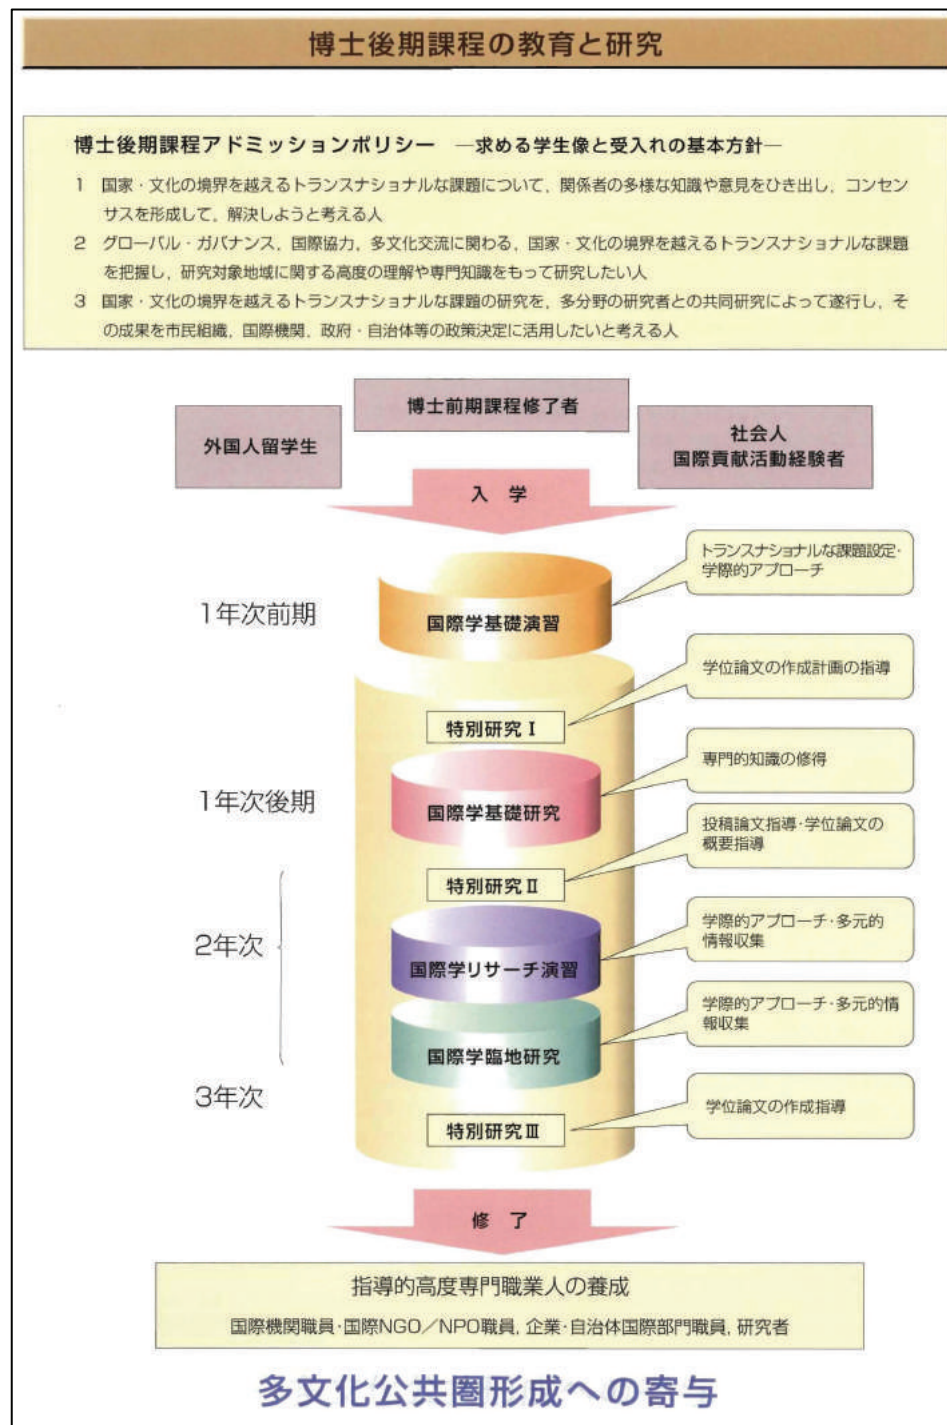 博士後期課程の教育と研究
博士後期課程アドミッションポリシー ―求める学生像と受入れの基本方針―
1 国家・文化の境界を越えるトランスナショナルな課題について，関係者の多様な知識や意見をひき出し，コンセン
サスを形成して，解決しようと考える人
2 グローバル・ガバナンス，国際協力，多文化交流に関わる，国家・文化の境界を越えるトランスナショナルな課題
を把握し，研究対象地域に関する高度の理解や専門知識をもって研究したい人
3 国家・文化の境界を越えるトランスナショナルな課題の研究を，多分野の研究者との共同研究によって遂行し，そ
の成果を市民組織，国際機関，政府・自治体等の政策決定に活用したいと考える人
外国人留学生
博士前期課程修了者
社会人
国際貢献活動経験者
入 学
1年次前期
国際学基礎演習
トランスナショナルな課題設定・
学際的アプローチ
特別研究Ⅰ
学位論文の作成計画の指導
1年次後期
国際学基礎研究
専門的知識の修得
特別研究Ⅱ
投稿論文指導・学位論文の
概要指導
2年次
国際学リサーチ演習
学際的アプローチ・多元的
情報収集
国際学臨地研究
学際的アプローチ・多元的情
報収集
3年次
特別研究Ⅲ
学位論文の作成指導
修 了
指導的高度専門職業人の養成
国際機関職員・国際NGO／NPO職員, 企業・自治体国際部門職員, 研究者
多文化公共圏形成への寄与